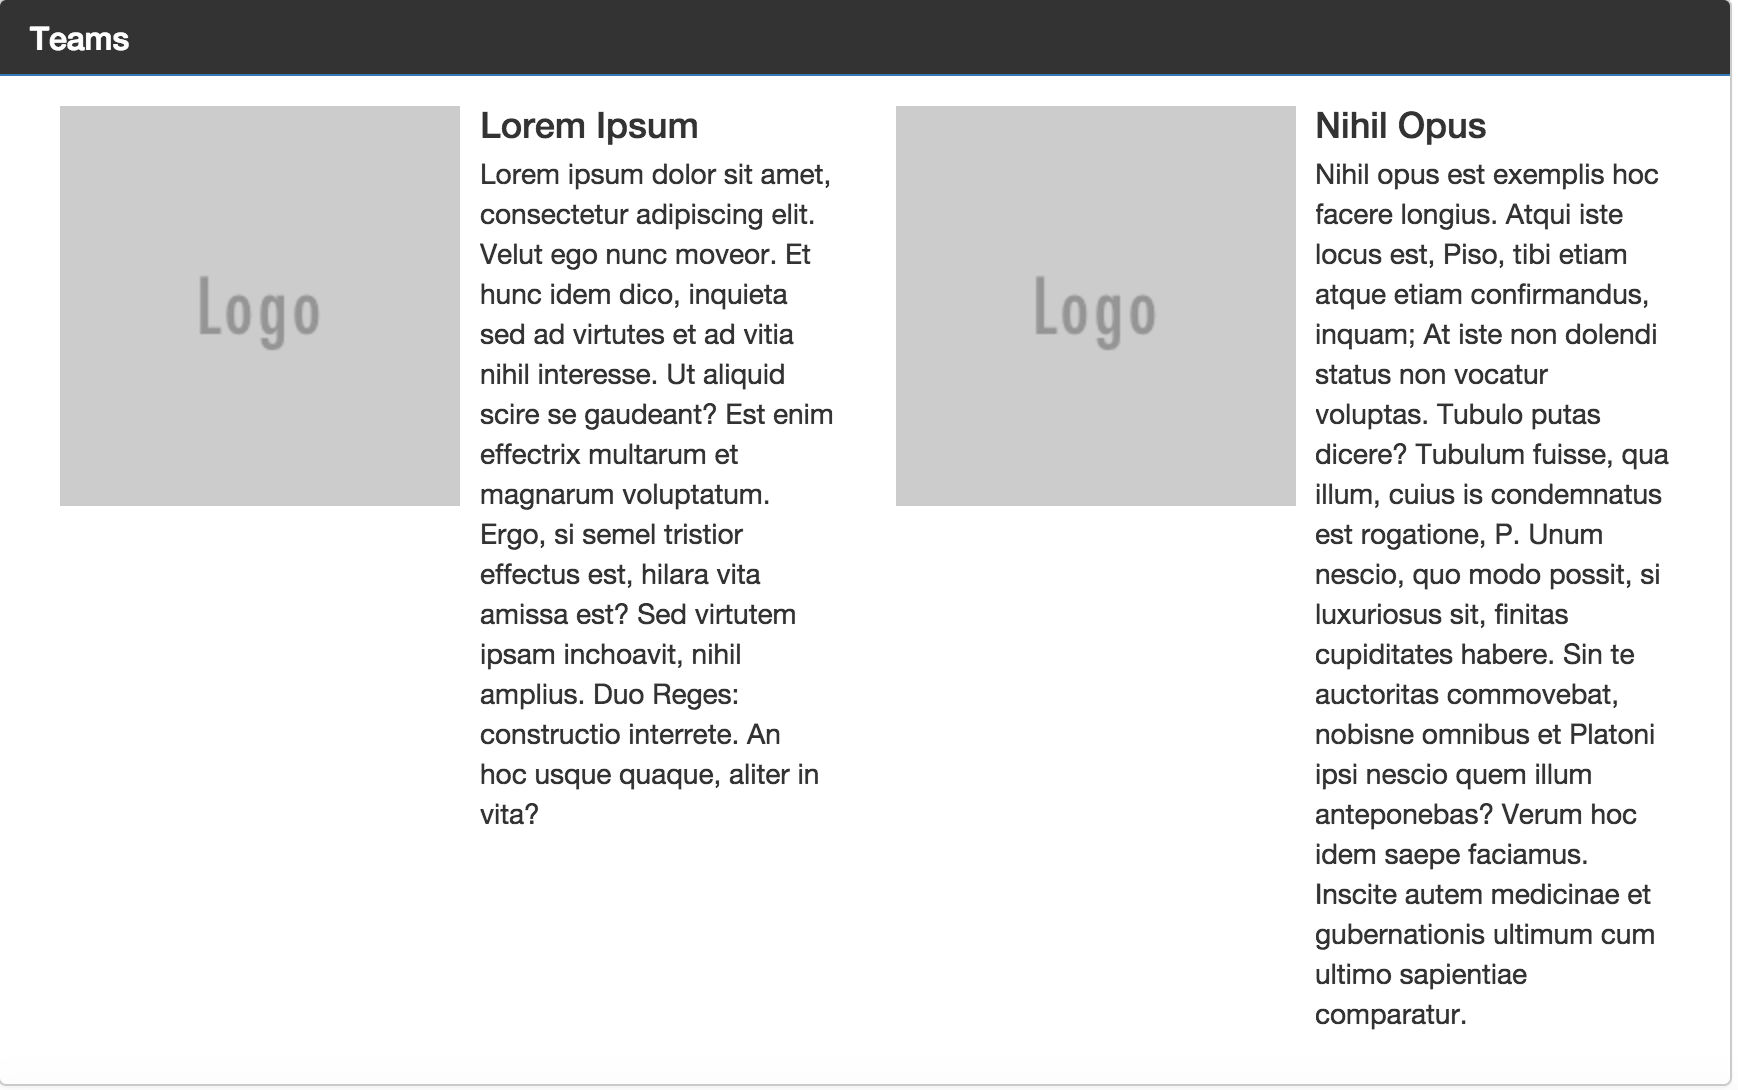 Teams
Logo
Lorem Ipsum
Lorem ipsum dolor sit amet,
consectetur adipiscing elit.
Velut ego nunc moveor. Et
hunc idem dico, inquieta
sed ad virtutes et ad vitia
nihil interesse. Ut aliquid
scire se gaudeant? Est enim
effectrix multarum et
magnarum voluptatum.
Ergo, si semel tristior
effectus est, hilara vita
amissa est? Sed virtutem
ipsam inchoavit, nihil
amplius. Duo Reges:
constructio interrete. An
hoc usque quaque, aliter in
vita?
Logo
Nihil Opus
Nihil opus est exemplis hoc
facere longius. Atqui iste
locus est, Piso, tibi etiam
atque etiam confirmandus,
inquam; At iste non dolendi
status non vocatur
voluptas. Tubulo putas
dicere? Tubulum fuisse, qua
illum, cuius is condemnatus
est rogatione, P. Unum
nescio, quo modo possit, si
luxuriosus sit, finitas
cupiditates habere. Sin te
auctoritas commovebat,
nobisne omnibus et Platoni
ipsi nescio quem illum
anteponebas? Verum hoc
idem saepe faciamus.
Inscite autem medicinae et
gubernationis ultimum cum
ultimo sapientiae
comparatur.